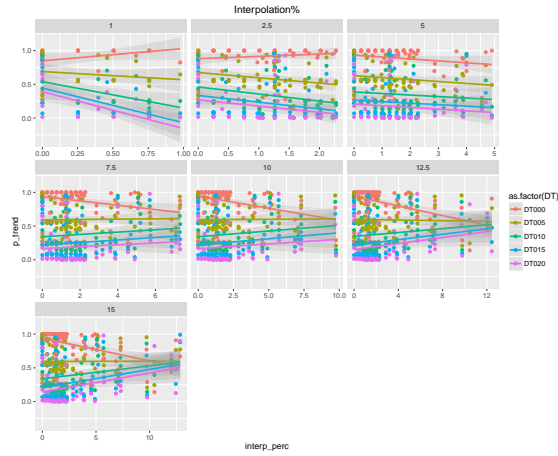 Interpolation%
1
2.5
5
1.0
0.5
0.0
0.00 0.25 0.50 0.75 1.00
0.0 0.5 1.0 1.5 2.0
0 1 2 3 4 5
7.5
10
12.5
p_trend
1.0
0.5
0.0
0 2 4 6
0.0 2.5 5.0 7.5 10.0
0 4 8 12
as.factor(DT)
DT000
DT005
DT010
DT015
DT020
15
1.0
0.5
0.0
0 5 10
interp_perc